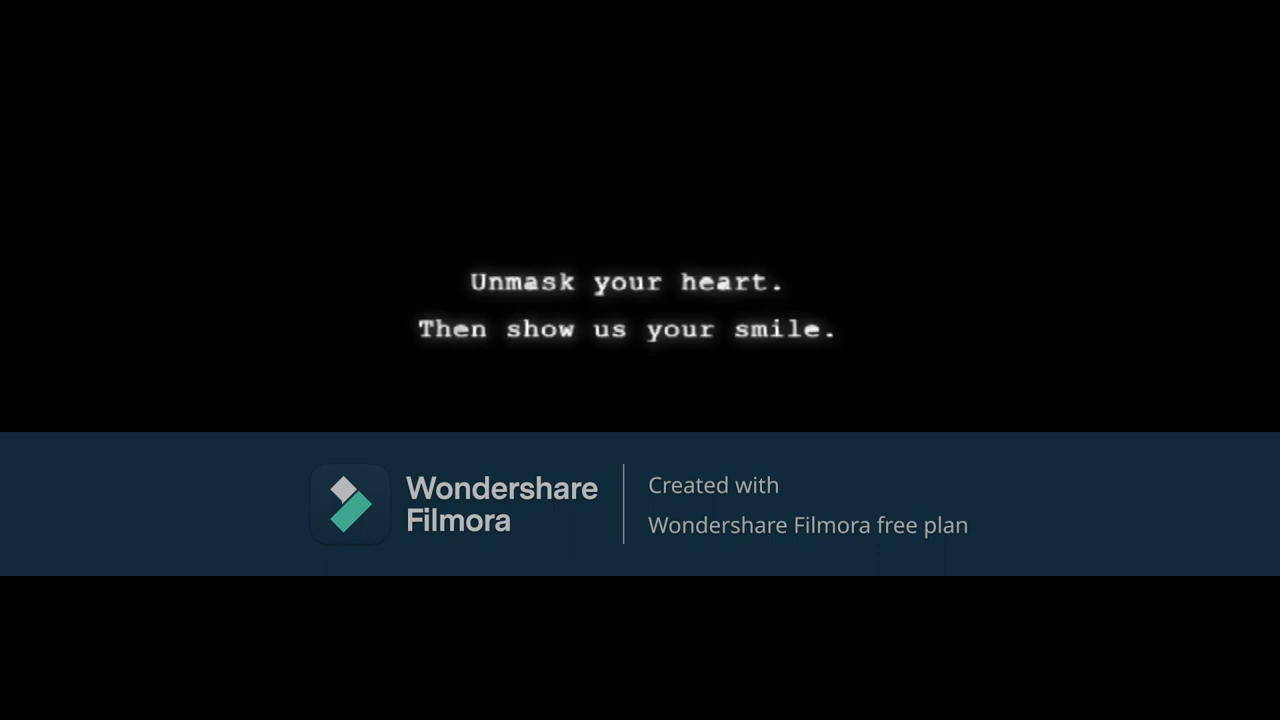 Unmask your heart.
Then show us your smile.
Wondershare
Filmora
Created with
Wondershare Filmora free plan